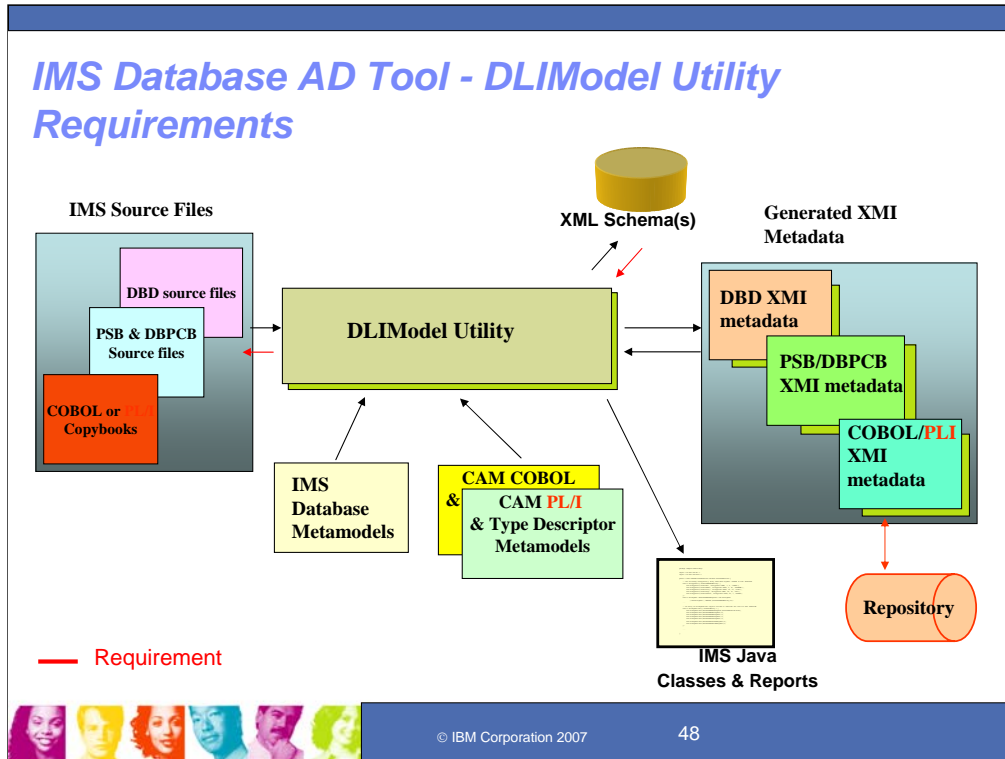 IMS Database AD Tool - DLIModel Utility
Requirements
IMS Source Files
DBD source files
PSB & DBPCB
Source files
COBOL or PL/I
Copybooks
XML Schema(s)
DLIModel Utility
Generated XMI
Metadata
DBD XMI
metadata
PSB/DBPCB
XMI metadata
COBOL/PLI
XMI
metadata
IMS
Database
Metamodels
CAM COBOL
&
CAM PL/I
& Type Descriptor
Metamodels
IMS Java
Classes & Reports
Repository
Requirement
© IBM Corporation 2007
48